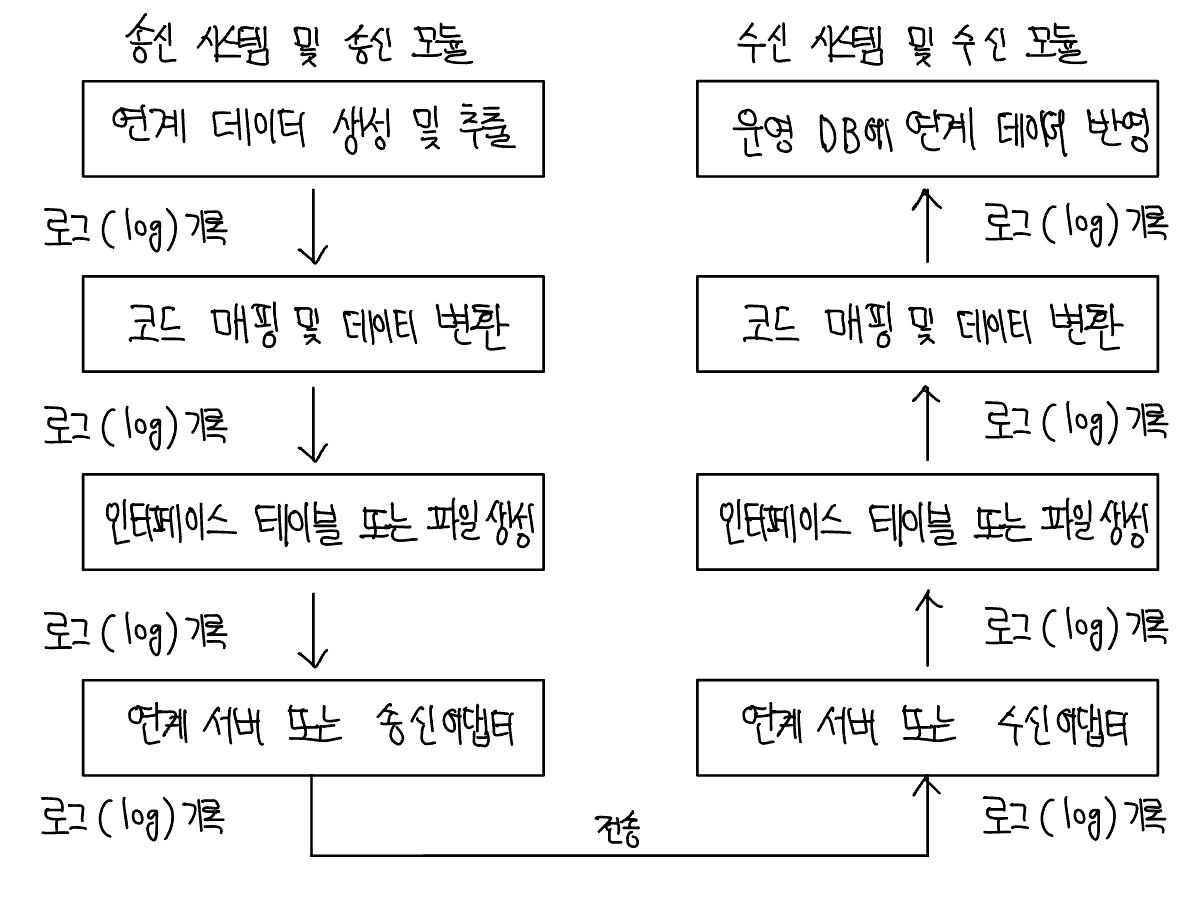 송신 시스템 및 송신 모듈
연계 데이터 생성 및 추출
로그(log)기록
코드 매핑 및 데이터 변환
로그(log)기록
인터페이스 테이블 또는 파일 생성
로그(log)기록
연계 서버 또는 송신어댑터
로그(log)기록
전송
수신 시스템 및 수신 모듈
운영 DB에 연계 데이터 반영
로그(log)기록
코드 매핑 및 데이터 변환
로그(log)기록
인터페이스 테이블 또는 파일 생성
로그(log)기록
연계 서버 또는 수신어댑터
로그(log)기록